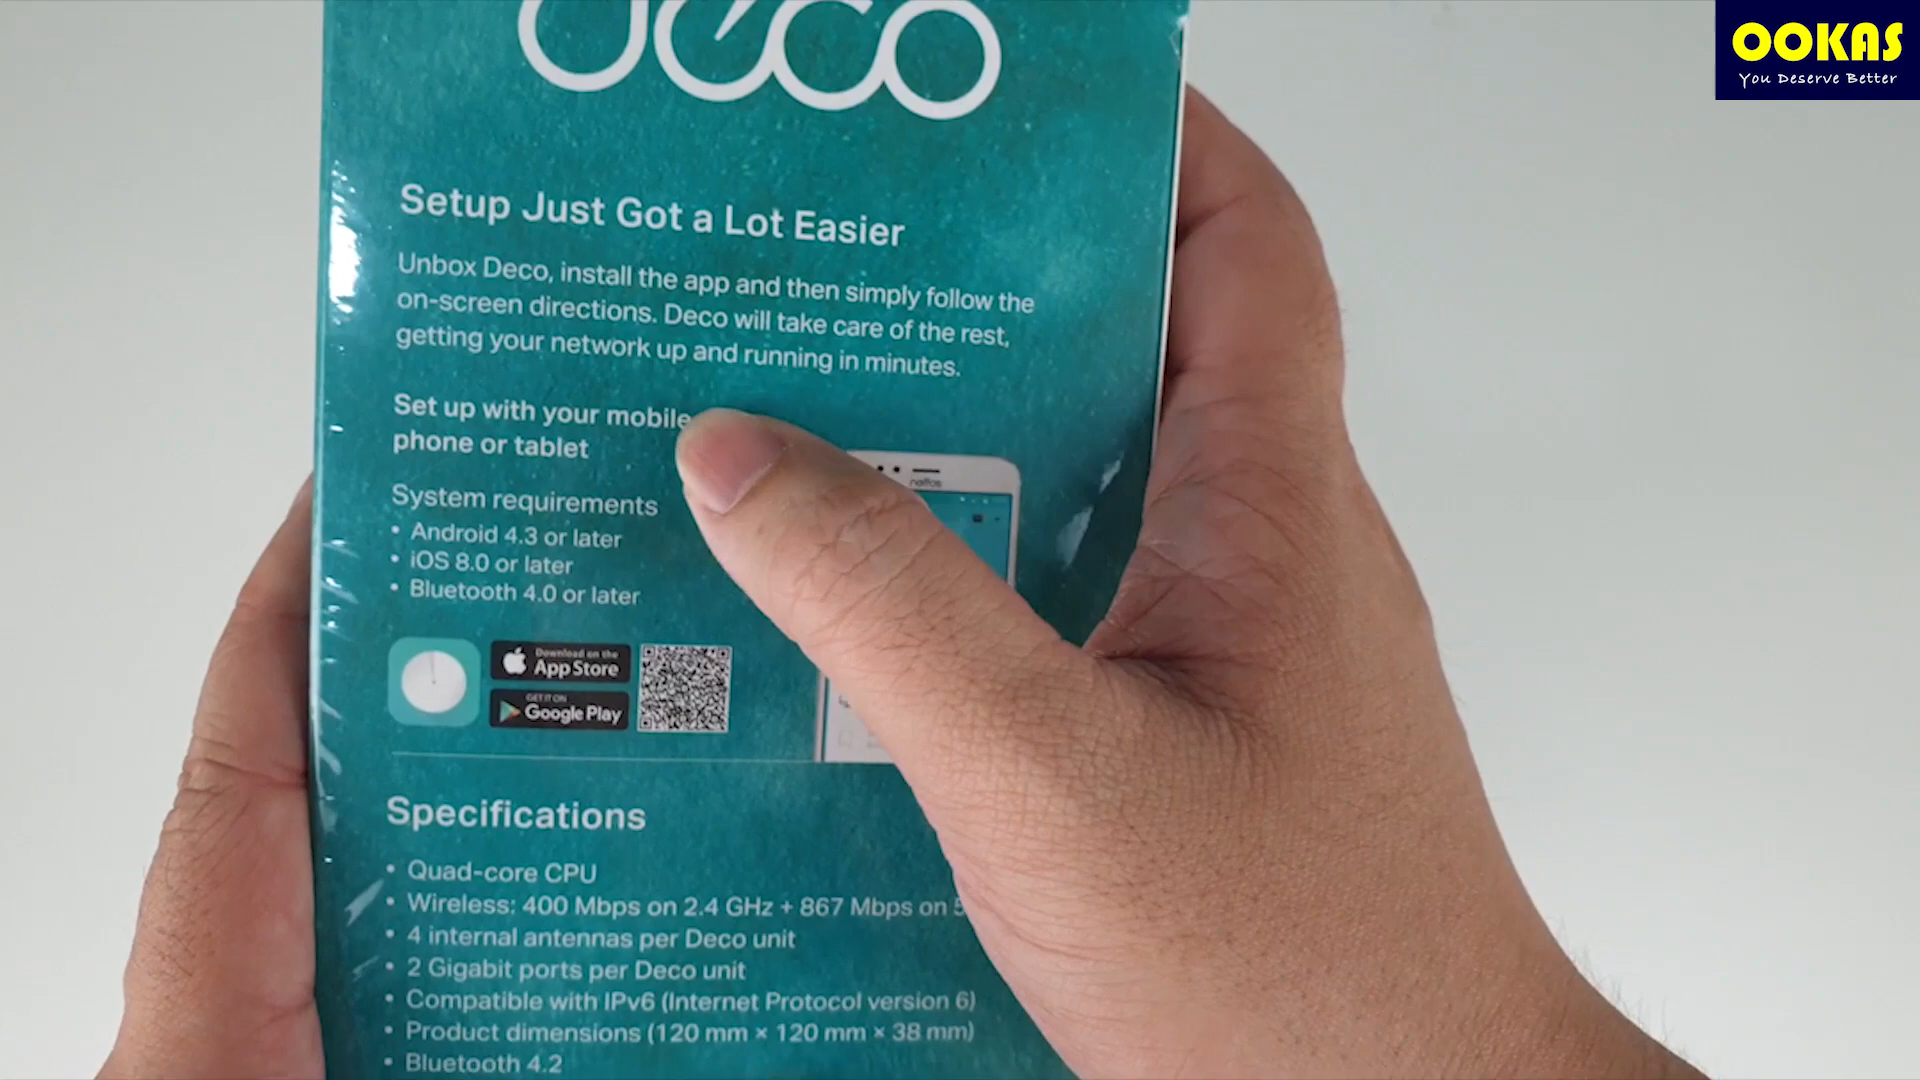 deco
OOKAS
You Deserve Better
Setup Just Got a Lot Easier
Unbox Deco, install the app and then simply follow the
on-screen directions. Deco will take care of the rest,
getting your network up and running in minutes.
Set up with your mobile
phone or tablet
System requirements
• Android 4.3 or later
• iOS 8.0 or later
• Bluetooth 4.0 or later
Download on the
App Store
GET IT ON
Google Play
Specifications
• Quad-core CPU
• Wireless: 400 Mbps on 2.4 GHz + 867 Mbps on 5
• 4 internal antennas per Deco unit
• 2 Gigabit ports per Deco unit
• Compatible with IPv6 (Internet Protocol version 6)
• Product dimensions (120 mm × 120 mm × 38 mm)
• Bluetooth 4.2